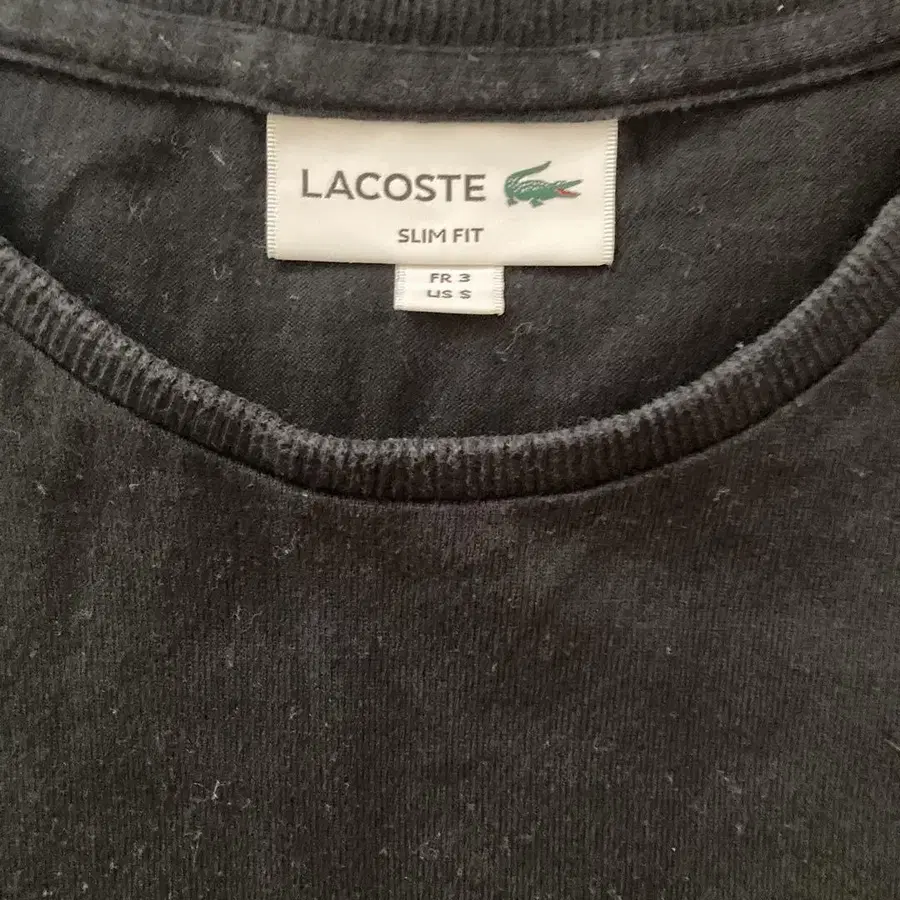 LACOSTE
SLIM FIT
FR 3
US S